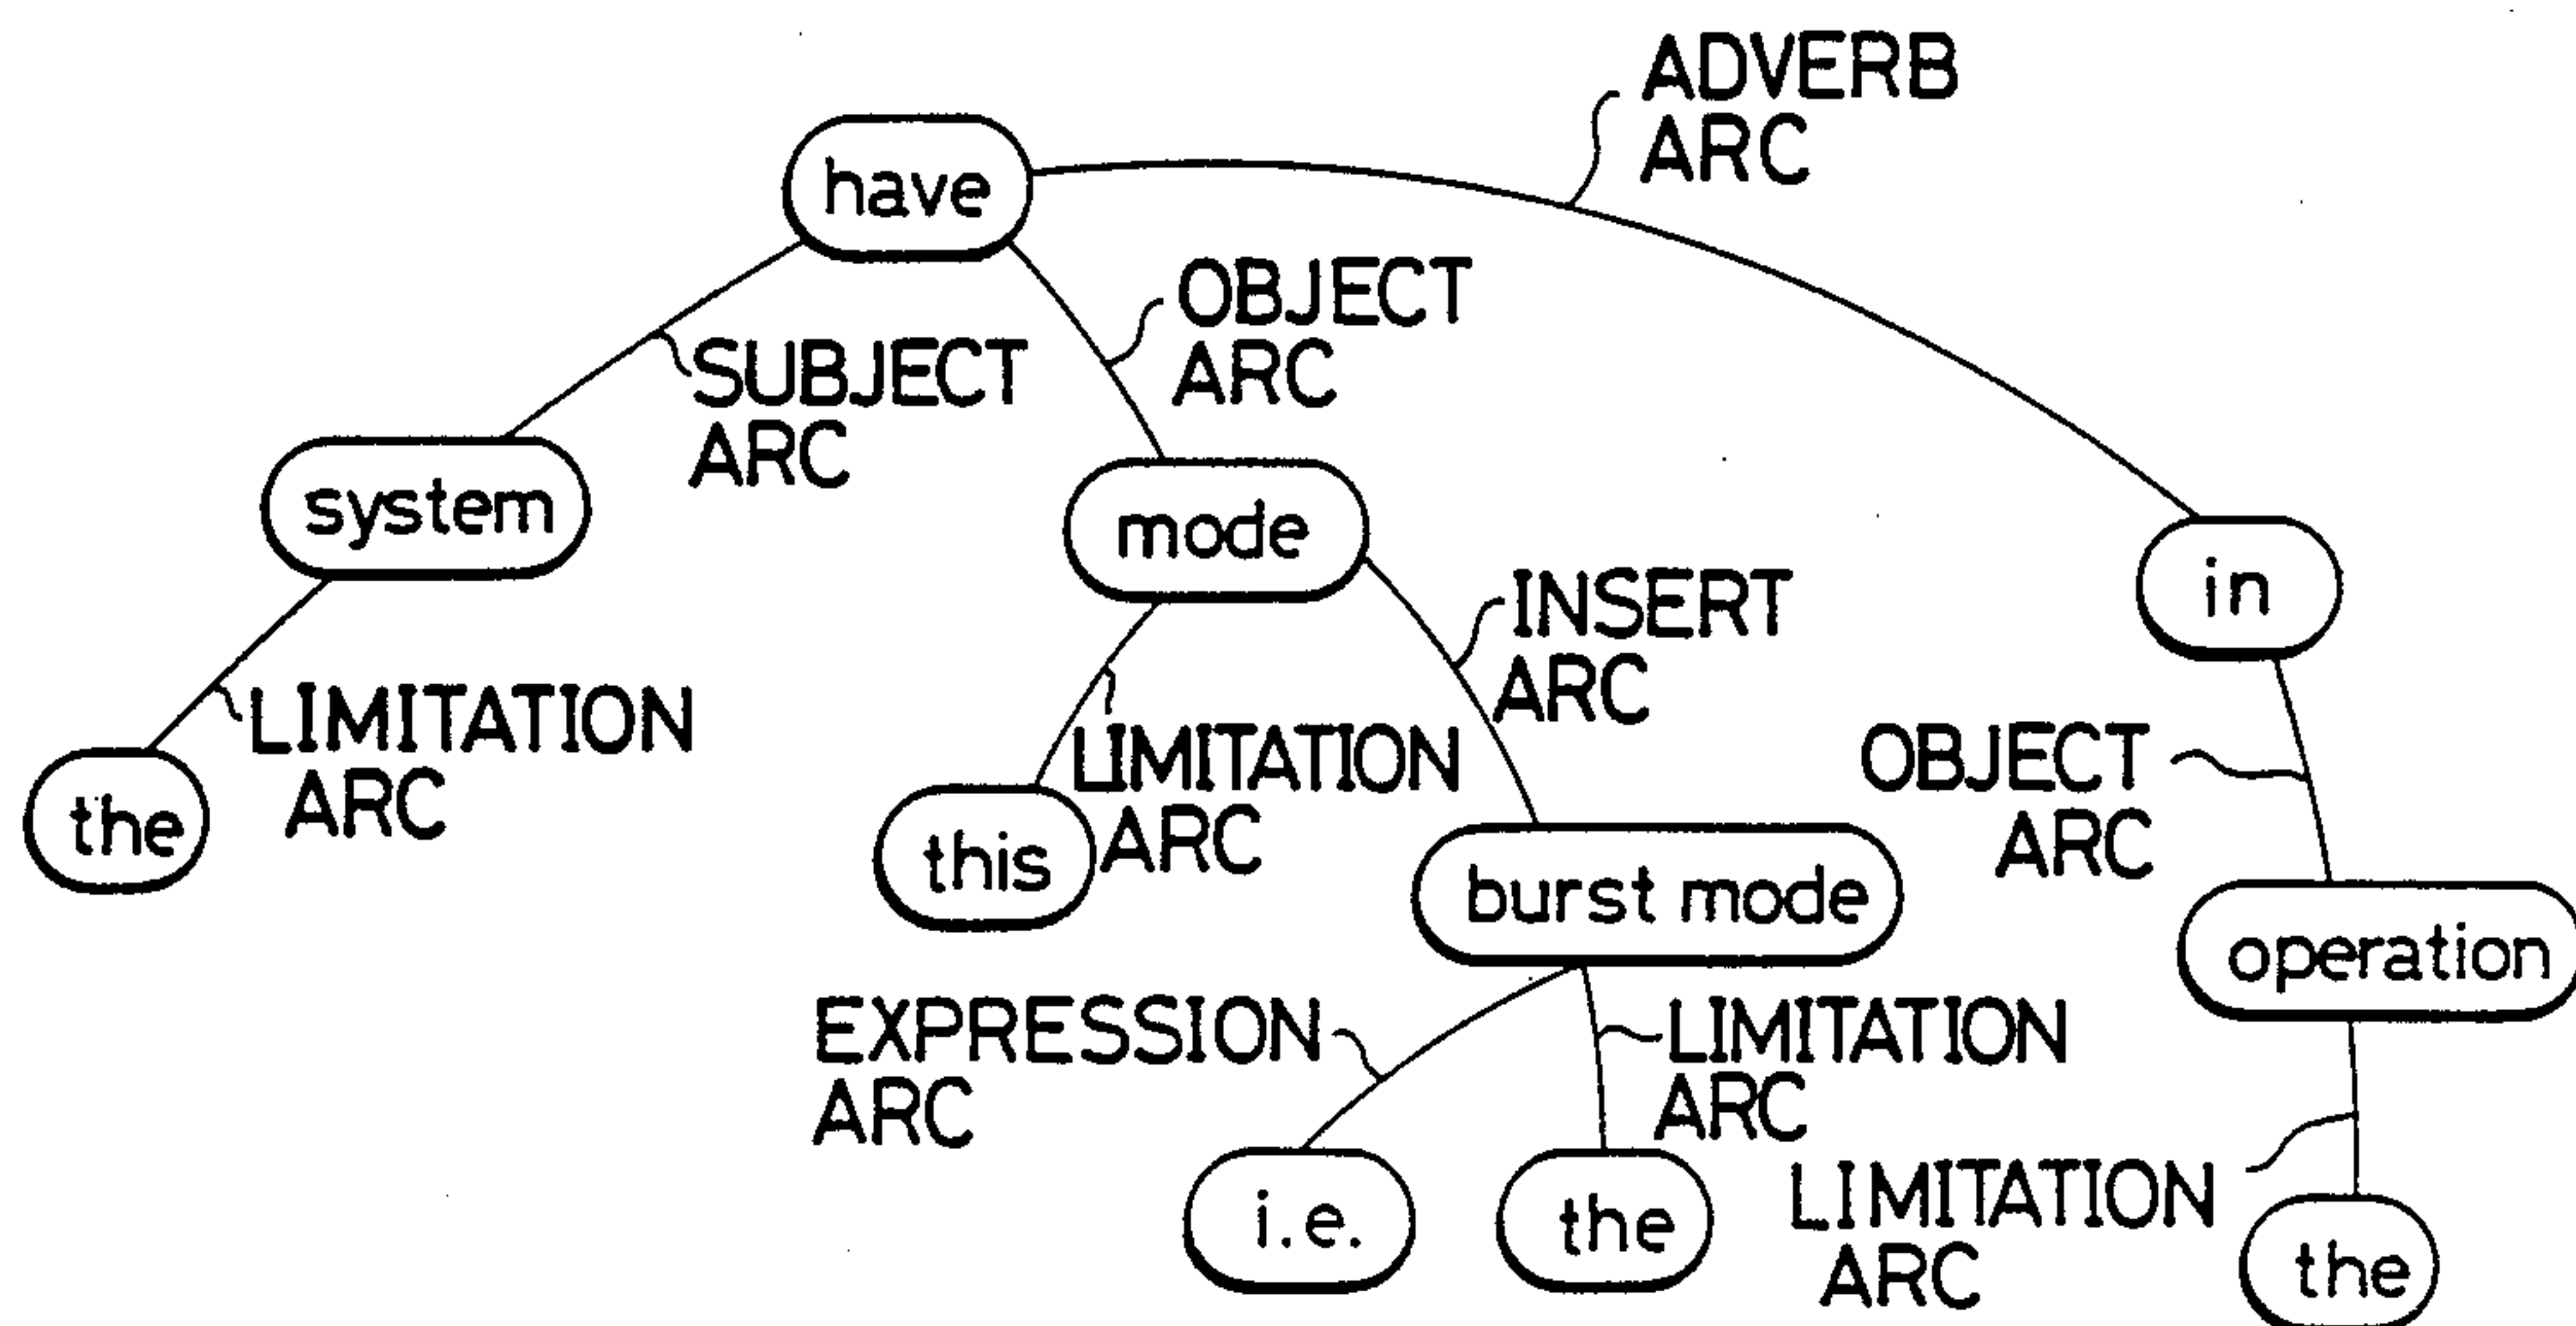 ADVERB
ARC
have
OBJECT
ARC
SUBJECT
ARC
system
mode
in
INSERT
ARC
LIMITATION
ARC
LIMITATION
ARC
OBJECT
ARC
the
this
burst mode
operation
EXPRESSION
ARC
LIMITATION
ARC
LIMITATION
ARC
i.e.
the
the